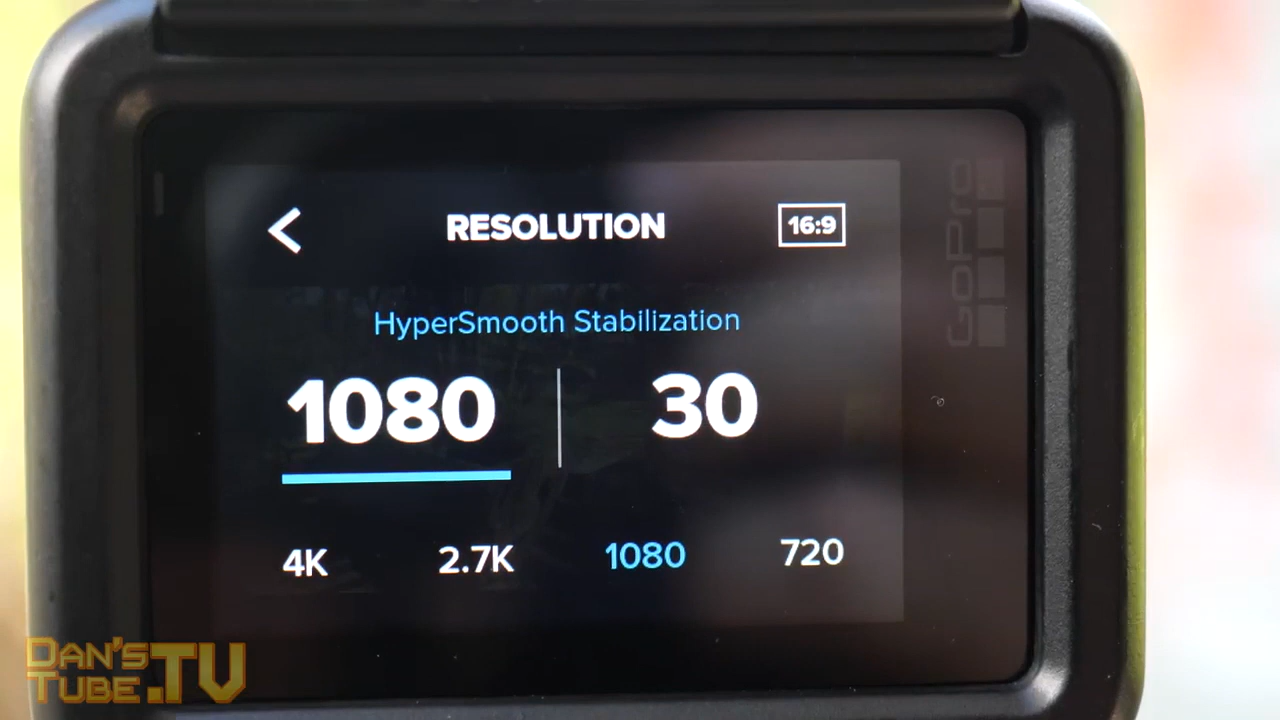 RESOLUTION 16:9
HyperSmooth Stabilization
1080 30
4K 2.7K 1080 720
GoPro
DAN'S
TUBE.TV